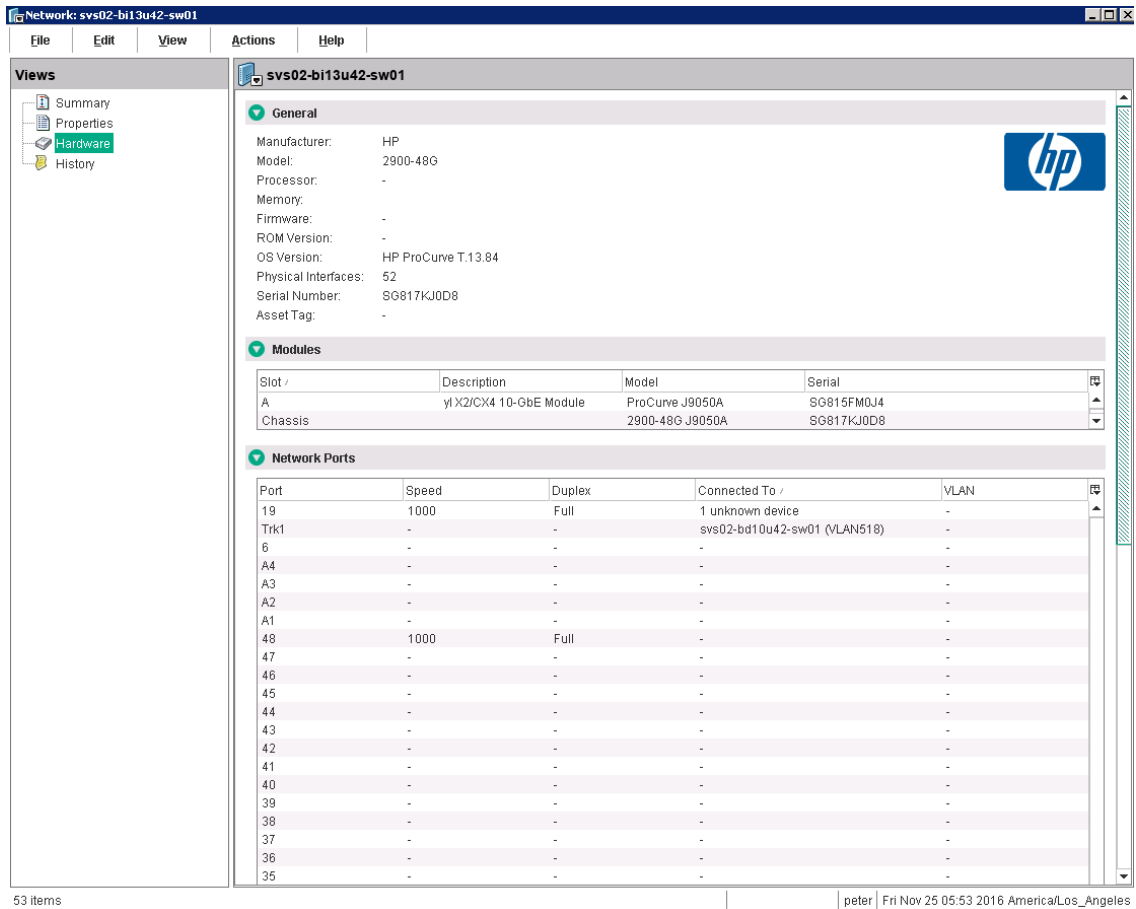 Network: svs02-bi13u42-sw01
File Edit View Actions Help
Views
Summary
Properties
Hardware
History
svs02-bi13u42-sw01
General
Manufacturer: HP
Model: 2900-48G
Processor: -
Memory:
Firmware: -
ROM Version: -
OS Version: HP ProCurve T.13.84
Physical Interfaces: 52
Serial Number: SG817KJ0D8
Asset Tag: -
hp
Modules
Slot / Description Model Serial
A yl X2/CX4 10-GbE Module ProCurve J9050A SG815FM0J4
Chassis 2900-48G J9050A SG817KJ0D8
Network Ports
Port Speed Duplex Connected To / VLAN
19 1000 Full 1 unknown device -
Trk1 - - svs02-bd10u42-sw01 (VLAN518) -
6 - - - -
A4 - - - -
A3 - - - -
A2 - - - -
A1 - - - -
48 1000 Full - -
47 - - - -
46 - - - -
45 - - - -
44 - - - -
43 - - - -
42 - - - -
41 - - - -
40 - - - -
39 - - - -
38 - - - -
37 - - - -
36 - - - -
35 - - - -
53 items peter Fri Nov 25 05:53 2016 America/Los_Angeles